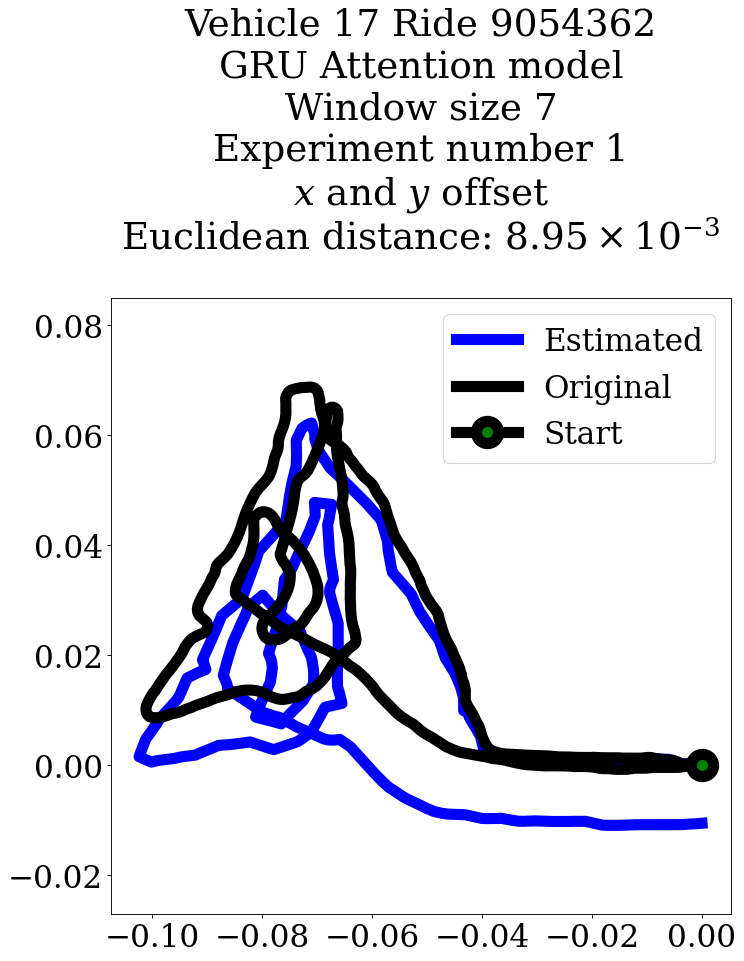 Vehicle 17 Ride 9054362
GRU Attention model
Window size 7
Experiment number 1
x and y offset
Euclidean distance: 8.95 × 10⁻³
Estimated
Original
Start
0.08
0.06
0.04
0.02
0.00
−0.02
−0.10 −0.08 −0.06 −0.04 −0.02 0.00